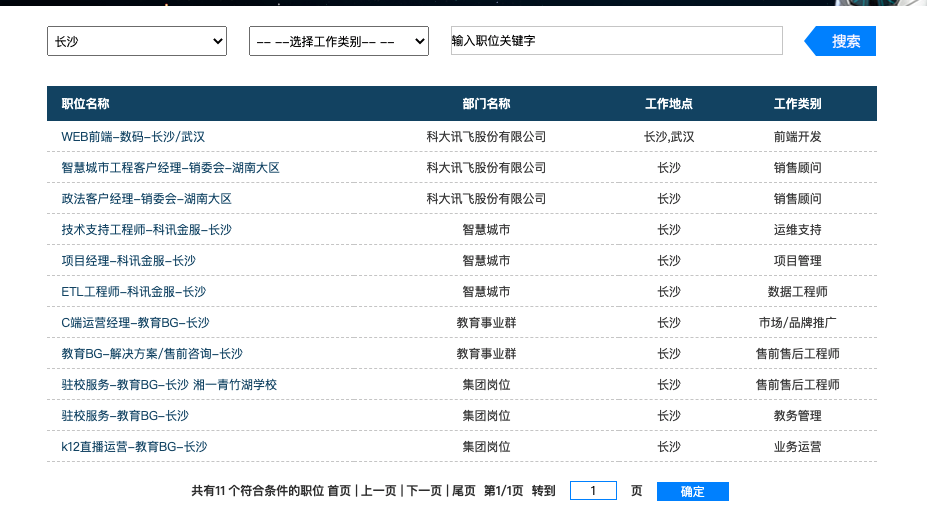 长沙 -- --选择工作类别-- -- 输入职位关键字 搜索
职位名称 部门名称 工作地点 工作类别
WEB前端-数码-长沙/武汉 科大讯飞股份有限公司 长沙,武汉 前端开发
智慧城市工程客户经理-销委会-湖南大区 科大讯飞股份有限公司 长沙 销售顾问
政法客户经理-销委会-湖南大区 科大讯飞股份有限公司 长沙 销售顾问
技术支持工程师-科讯金服-长沙 智慧城市 长沙 运维支持
项目经理-科讯金服-长沙 智慧城市 长沙 项目管理
ETL工程师-科讯金服-长沙 智慧城市 长沙 数据工程师
C端运营经理-教育BG-长沙 教育事业群 长沙 市场/品牌推广
教育BG-解决方案/售前咨询-长沙 教育事业群 长沙 售前售后工程师
驻校服务-教育BG-长沙 湘一青竹湖学校 集团岗位 长沙 售前售后工程师
驻校服务-教育BG-长沙 集团岗位 长沙 教务管理
k12直播运营-教育BG-长沙 集团岗位 长沙 业务运营
共有11 个符合条件的职位 首页 | 上一页 | 下一页 | 尾页 第1/1页 转到 1 页 确定